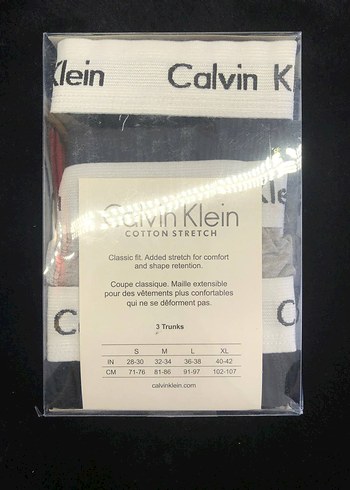 Klein Calvin K
Kle
Calvin Klein
COTTON STRETCH
Classic fit. Added stretch for comfort
and shape retention.
Coupe classique. Maille extensible
pour des vêtements plus confortables
qui ne se déforment pas.
C C
3 Trunks
S M L XL
IN 28-30 32-34 36-38 40-42
CM 71-76 81-86 91-97 102-107
calvinklein.com